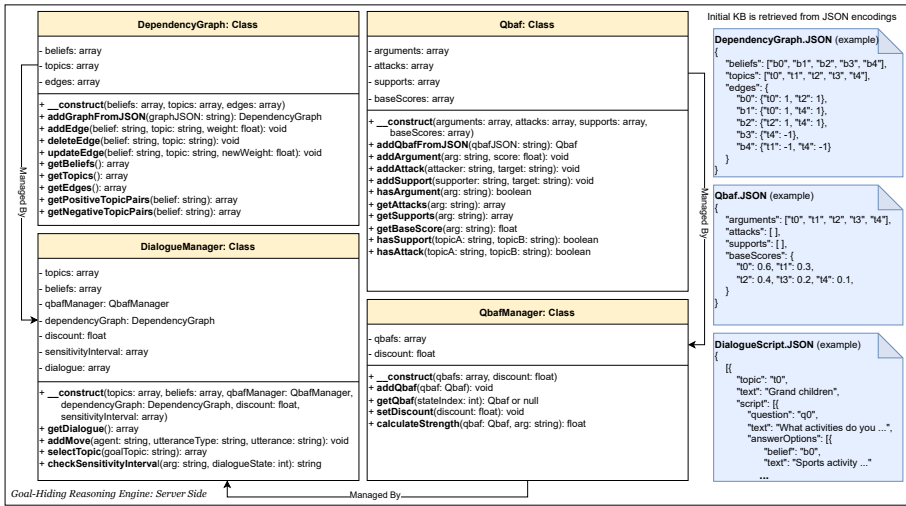 DependencyGraph: Class
- beliefs: array
- topics: array
- edges: array
+ __construct(beliefs: array, topics: array, edges: array)
+ addGraphFromJSON(graphJSON: string): DependencyGraph
+ addEdge(belief: string, topic: string, weight: float): void
+ deleteEdge(belief: string, topic: string): void
+ updateEdge(belief: string, topic: string, newWeight: float): void
+ getBeliefs(): array
+ getTopics(): array
+ getEdges(): array
+ getPositiveTopicPairs(belief: string): array
+ getNegativeTopicPairs(belief: string): array
Managed By
DialogueManager: Class
- topics: array
- beliefs: array
- qbafManager: QbafManager
- dependencyGraph: DependencyGraph
- discount: float
- sensitivityInterval: array
- dialogue: array
+ __construct(topics: array, beliefs: array, qbafManager: QbafManager,
dependencyGraph: DependencyGraph, discount: float,
sensitivityInterval: array)
+ getDialogue(): array
+ addMove(agent: string, utteranceType: string, utterance: string): void
+ selectTopic(goalTopic: string): array
+ checkSensitivityInterval(arg: string, dialogueState: int): string
Goal-Hiding Reasoning Engine: Server Side
Qbaf: Class
- arguments: array
- attacks: array
- supports: array
- baseScores: array
+ __construct(arguments: array, attacks: array, supports: array,
baseScores: array)
+ addQbafFromJSON(qbafJSON: string): Qbaf
+ addArgument(arg: string, score: float): void
+ addAttack(attacker: string, target: string): void
+ addSupport(supporter: string, target: string): void
+ hasArgument(arg: string): boolean
+ getAttacks(arg: string): array
+ getSupports(arg: string): array
+ getBaseScore(arg: string): float
+ hasSupport(topicA: string, topicB: string): boolean
+ hasAttack(topicA: string, topicB: string): boolean
Managed By
QbafManager: Class
- qbafs: array
- discount: float
+ __construct(qbafs: array, discount: float)
+ addQbaf(qbaf: Qbaf): void
+ getQbaf(stateIndex: int): Qbaf or null
+ setDiscount(discount: float): void
+ calculateStrength(qbaf: Qbaf, arg: string): float
Managed By
Initial KB is retrieved from JSON encodings
DependencyGraph.JSON (example)
{
"beliefs": ["b0", "b1", "b2", "b3", "b4"],
"topics": ["t0", "t1", "t2", "t3", "t4"],
"edges": {
"b0": {"t0": 1, "t2": 1},
"b1": {"t0": 1, "t4": 1},
"b2": {"t2": 1, "t4": 1},
"b3": {"t4": -1},
"b4": {"t1": -1, "t4": -1}
}
}
Qbaf.JSON (example)
{
"arguments": ["t0", "t1", "t2", "t3", "t4"],
"attacks": [ ],
"supports": [ ],
"baseScores": {
"t0": 0.6, "t1": 0.3,
"t2": 0.4, "t3": 0.2, "t4": 0.1,
}
}
DialogueScript.JSON (example)
{
[{
"topic": "t0",
"text": "Grand children",
"script": [{
"question": "q0",
"text": "What activities do you ...",
"answerOptions": [{
"belief": "b0",
"text": "Sports activity ..."
...